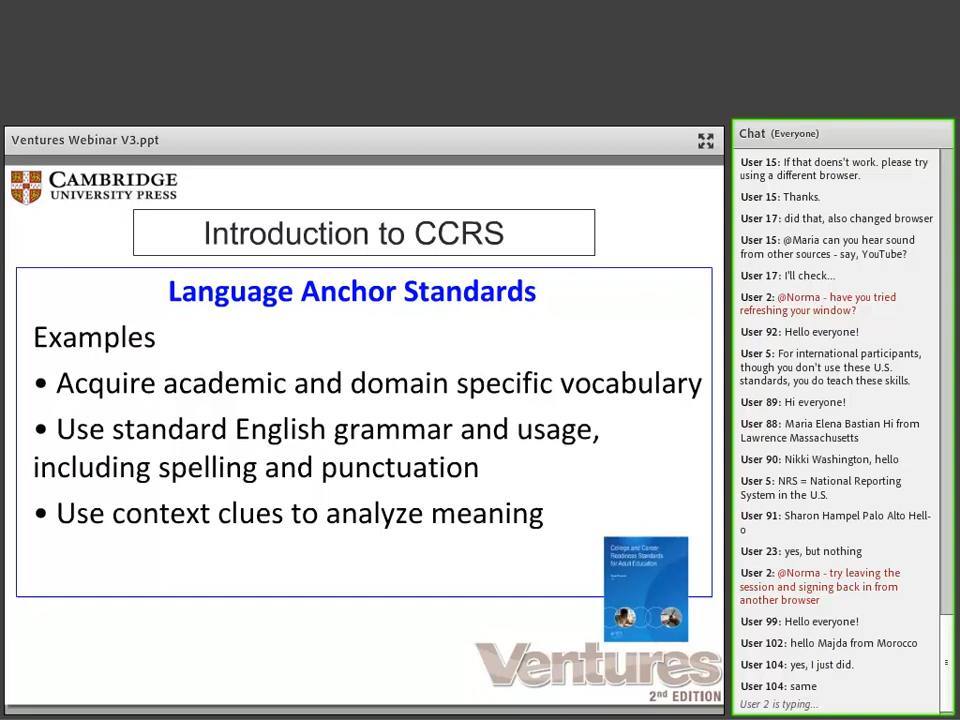 Ventures Webinar V3.ppt
CAMBRIDGE
UNIVERSITY PRESS
Introduction to CCRS
Language Anchor Standards
Examples
• Acquire academic and domain specific vocabulary
• Use standard English grammar and usage,
including spelling and punctuation
• Use context clues to analyze meaning
College and Career
Readiness Standards
for Adult Education
Ventures
2nd EDITION
Chat (Everyone)
User 15: If that doens't work. please try
using a different browser.
User 15: Thanks.
User 17: did that, also changed browser
User 15: @Maria can you hear sound
from other sources - say, YouTube?
User 17: I'll check...
User 2: @Norma - have you tried
refreshing your window?
User 92: Hello everyone!
User 5: For international participants,
though you don't use these U.S.
standards, you do teach these skills.
User 89: Hi everyone!
User 88: Maria Elena Bastian Hi from
Lawrence Massachusetts
User 90: Nikki Washington, hello
User 5: NRS = National Reporting
System in the U.S.
User 91: Sharon Hampel Palo Alto Hell-
o
User 23: yes, but nothing
User 2: @Norma - try leaving the
session and signing back in from
another browser
User 99: Hello everyone!
User 102: hello Majda from Morocco
User 104: yes, I just did.
User 104: same
User 2 is typing...